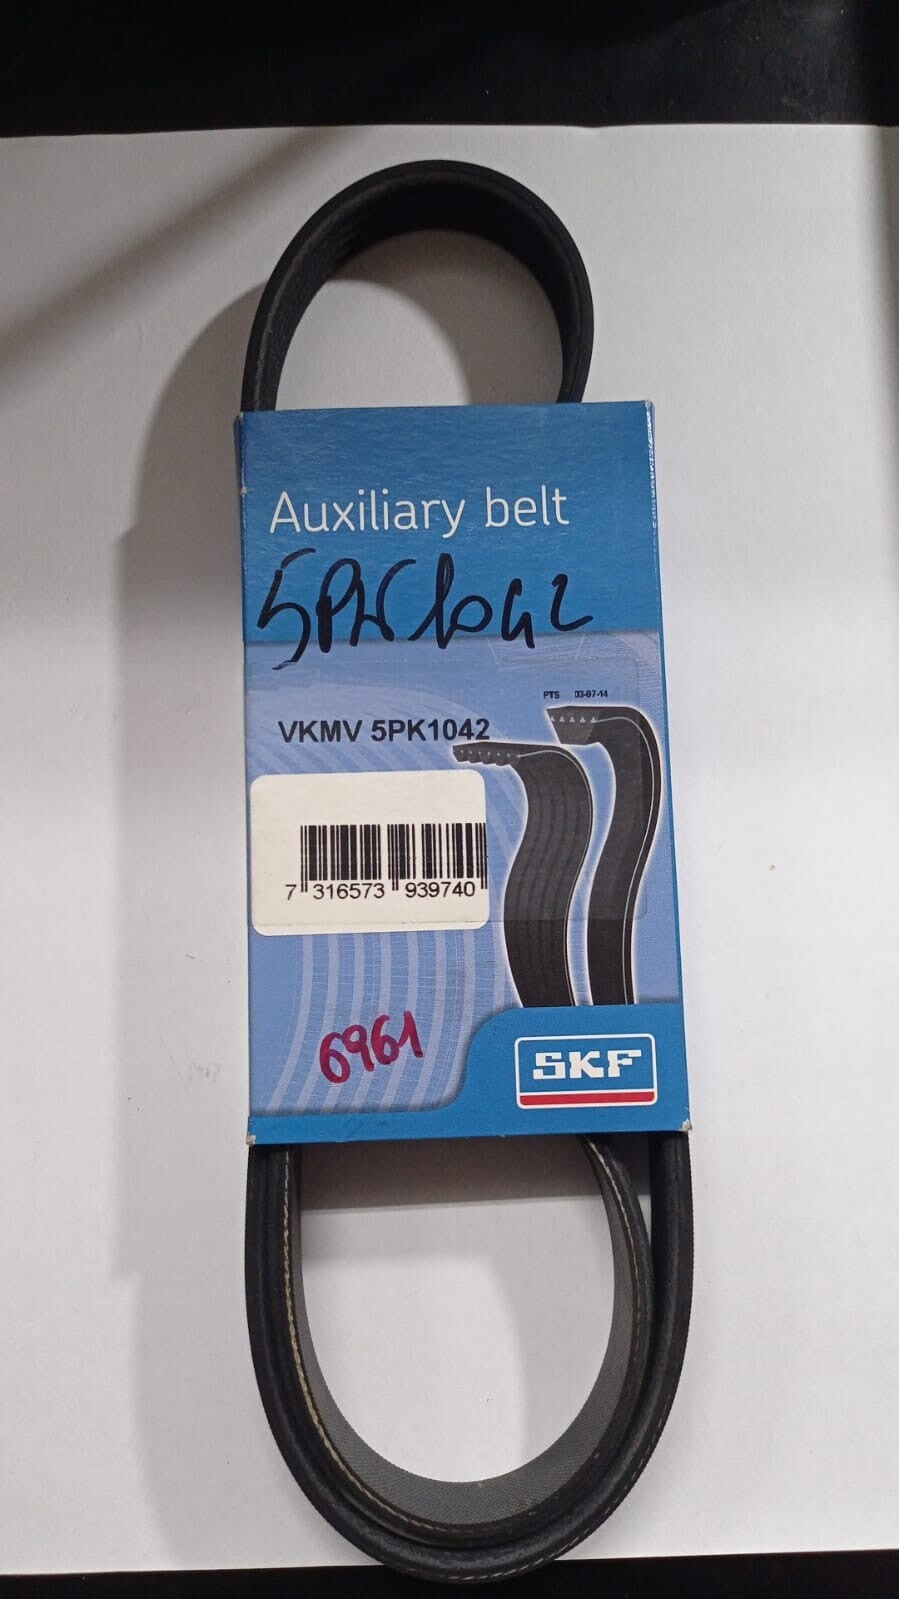 Auxiliary belt
5PK1042
PTS 03-07-14
VKMV 5PK1042
7 316573 939740
6961
SKF